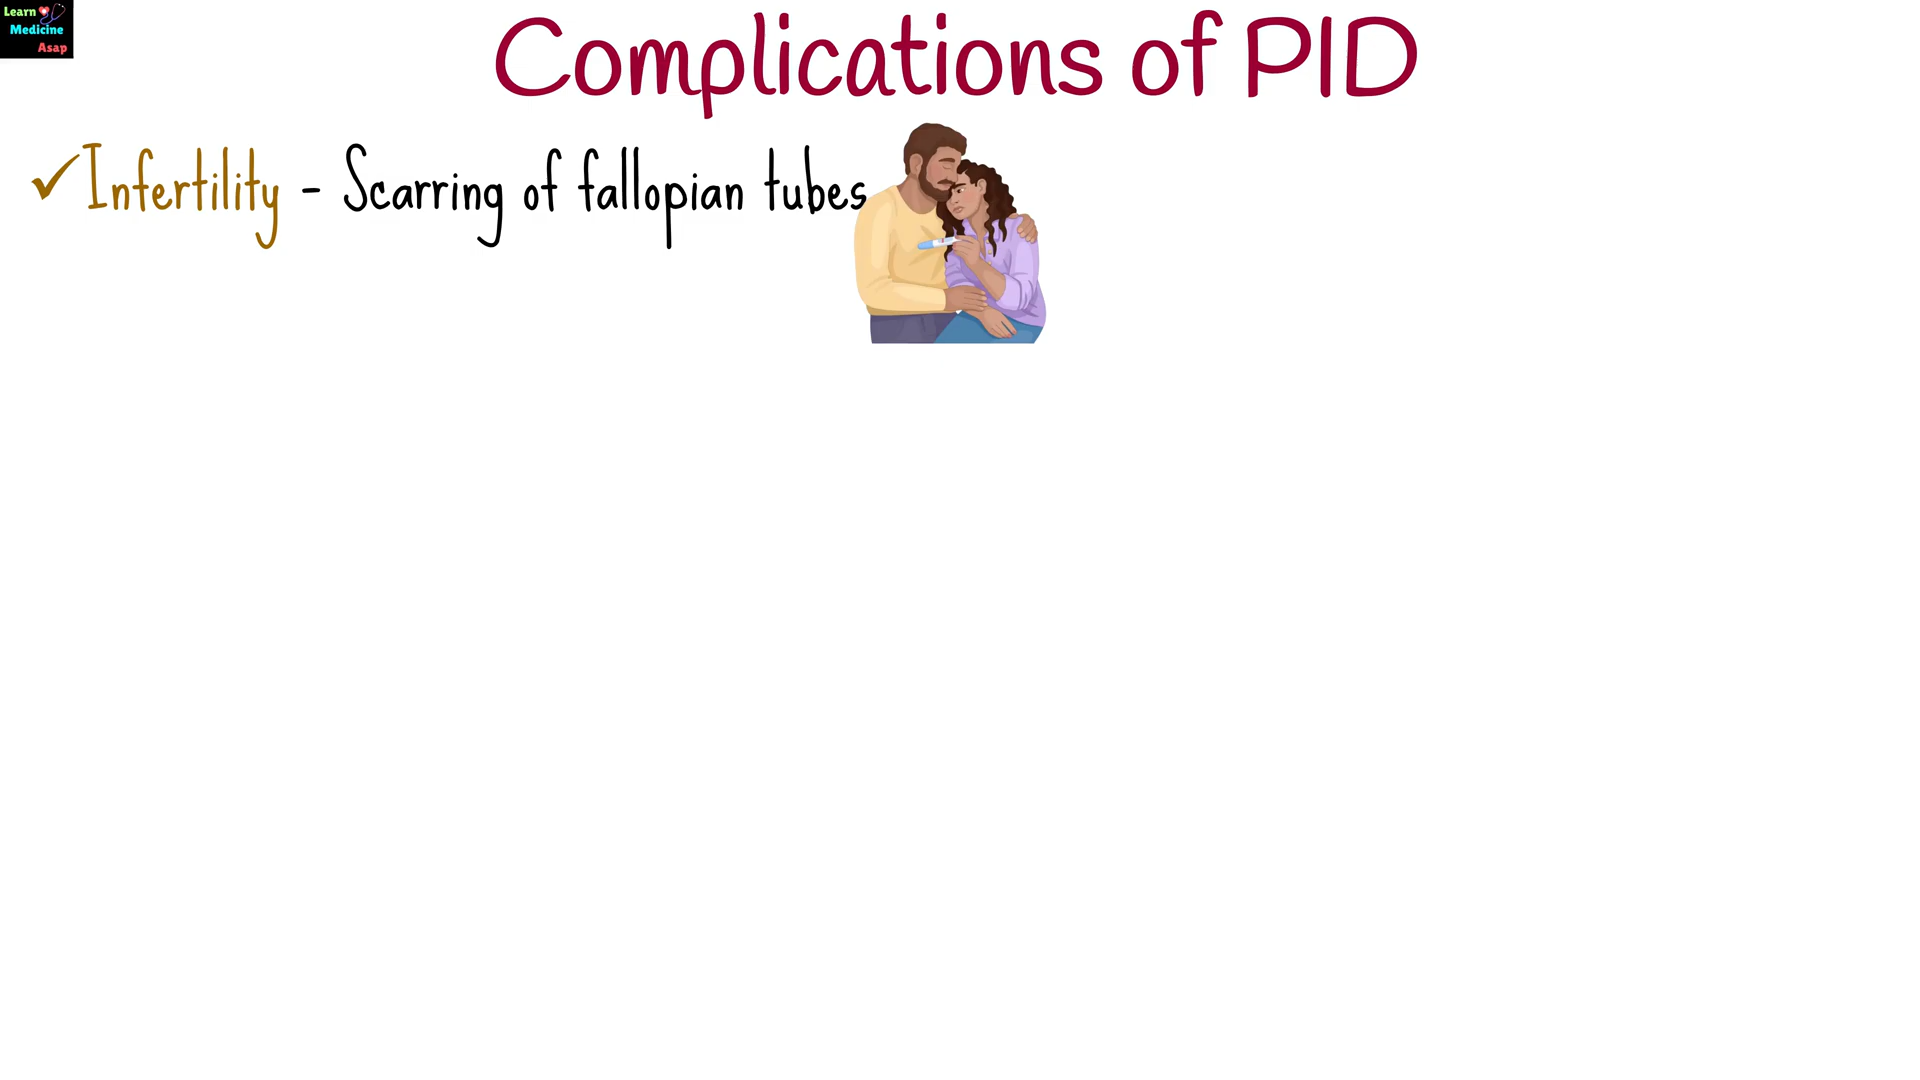 Learn
Medicine
Asap
Complications of PID
✓Infertility - Scarring of fallopian tubes